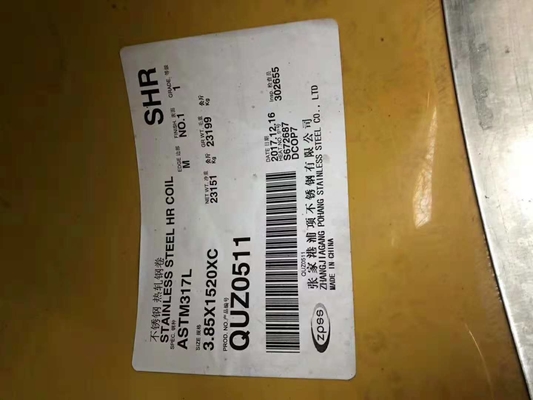 SHR
不锈钢 热轧钢卷
STAINLESS STEEL HR COIL
SPEC. 钢种
ASTM317L
EDGE 边部
M
FINISH 表面
NO.1
GRADE 等级
1
SIZE 规格
3.85X1520XC
NET WT. 净重
23151
Kg
GR WT. 毛重
23199
Kg
PROD. NO. 产品编号
QUZ0511
DATE 日期
2017.12.16
HEAT NO.
S672687
DCOP7
302655
QUZ0511
张家港浦项不锈钢有限公司
ZHANGJIAGANG POHANG STAINLESS STEEL CO., LTD
MADE IN CHINA
ZPSS